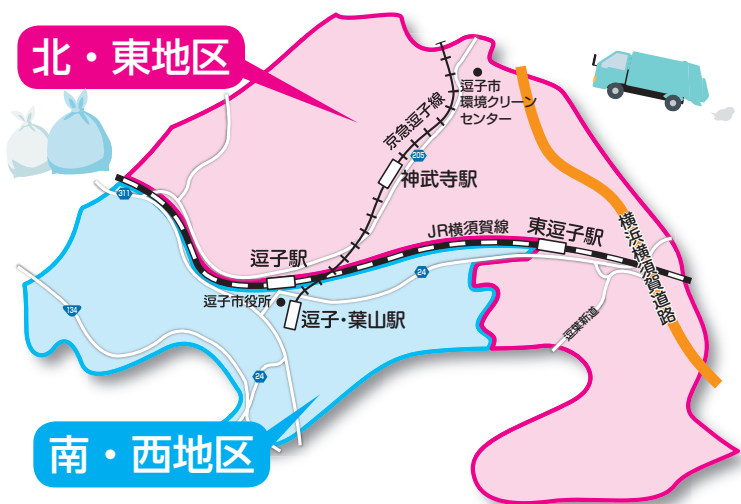 北・東地区
逗子市
環境クリーン
センター
京急逗子線
205
神武寺駅
311
JR横須賀線
東逗子駅
横浜横須賀道路
逗子駅
24
逗子市役所
逗子・葉山駅
134
逗葉新道
24
南・西地区